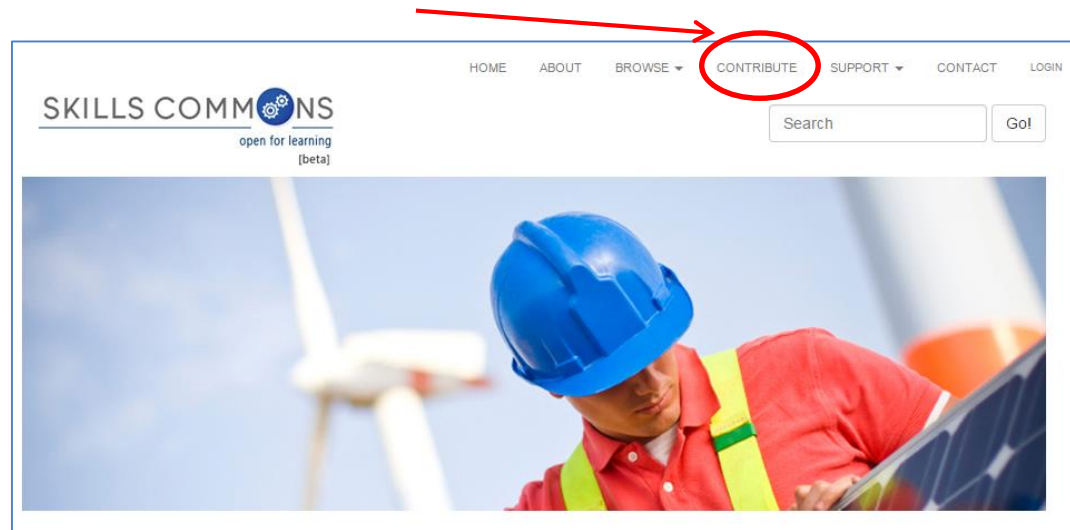 HOME ABOUT BROWSE CONTRIBUTE SUPPORT CONTACT LOGIN
SKILLS COMMONS
open for learning
[beta]
Search Go!